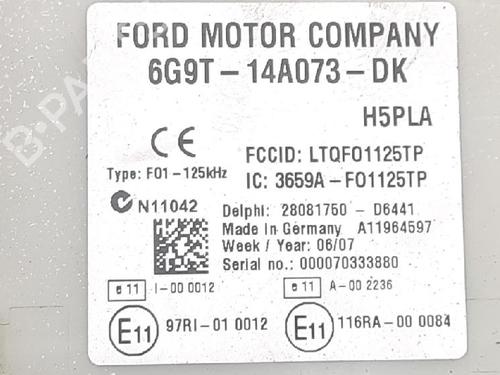 FORD MOTOR COMPANY
6G9T-14A073-DK
H5PLA
CE
FCCID: LTQFO1125TP
Type: FO1-125kHz
IC: 3659A-FO1125TP
N11042
Delphi: 28081750 - D6441
Made in Germany A11964597
Week / Year: 06/07
Serial no.: 000070333880
e 11 I-00 0012
e 11 A-00 2236
E11 97RI-01 0012
E11 116RA-00 0084